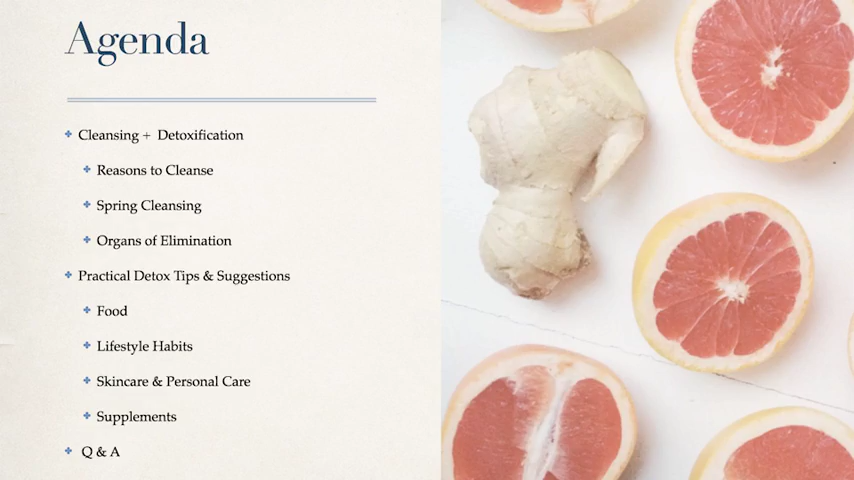 Agenda
Cleansing + Detoxification
Reasons to Cleanse
Spring Cleansing
Organs of Elimination
Practical Detox Tips & Suggestions
Food
Lifestyle Habits
Skincare & Personal Care
Supplements
Q & A